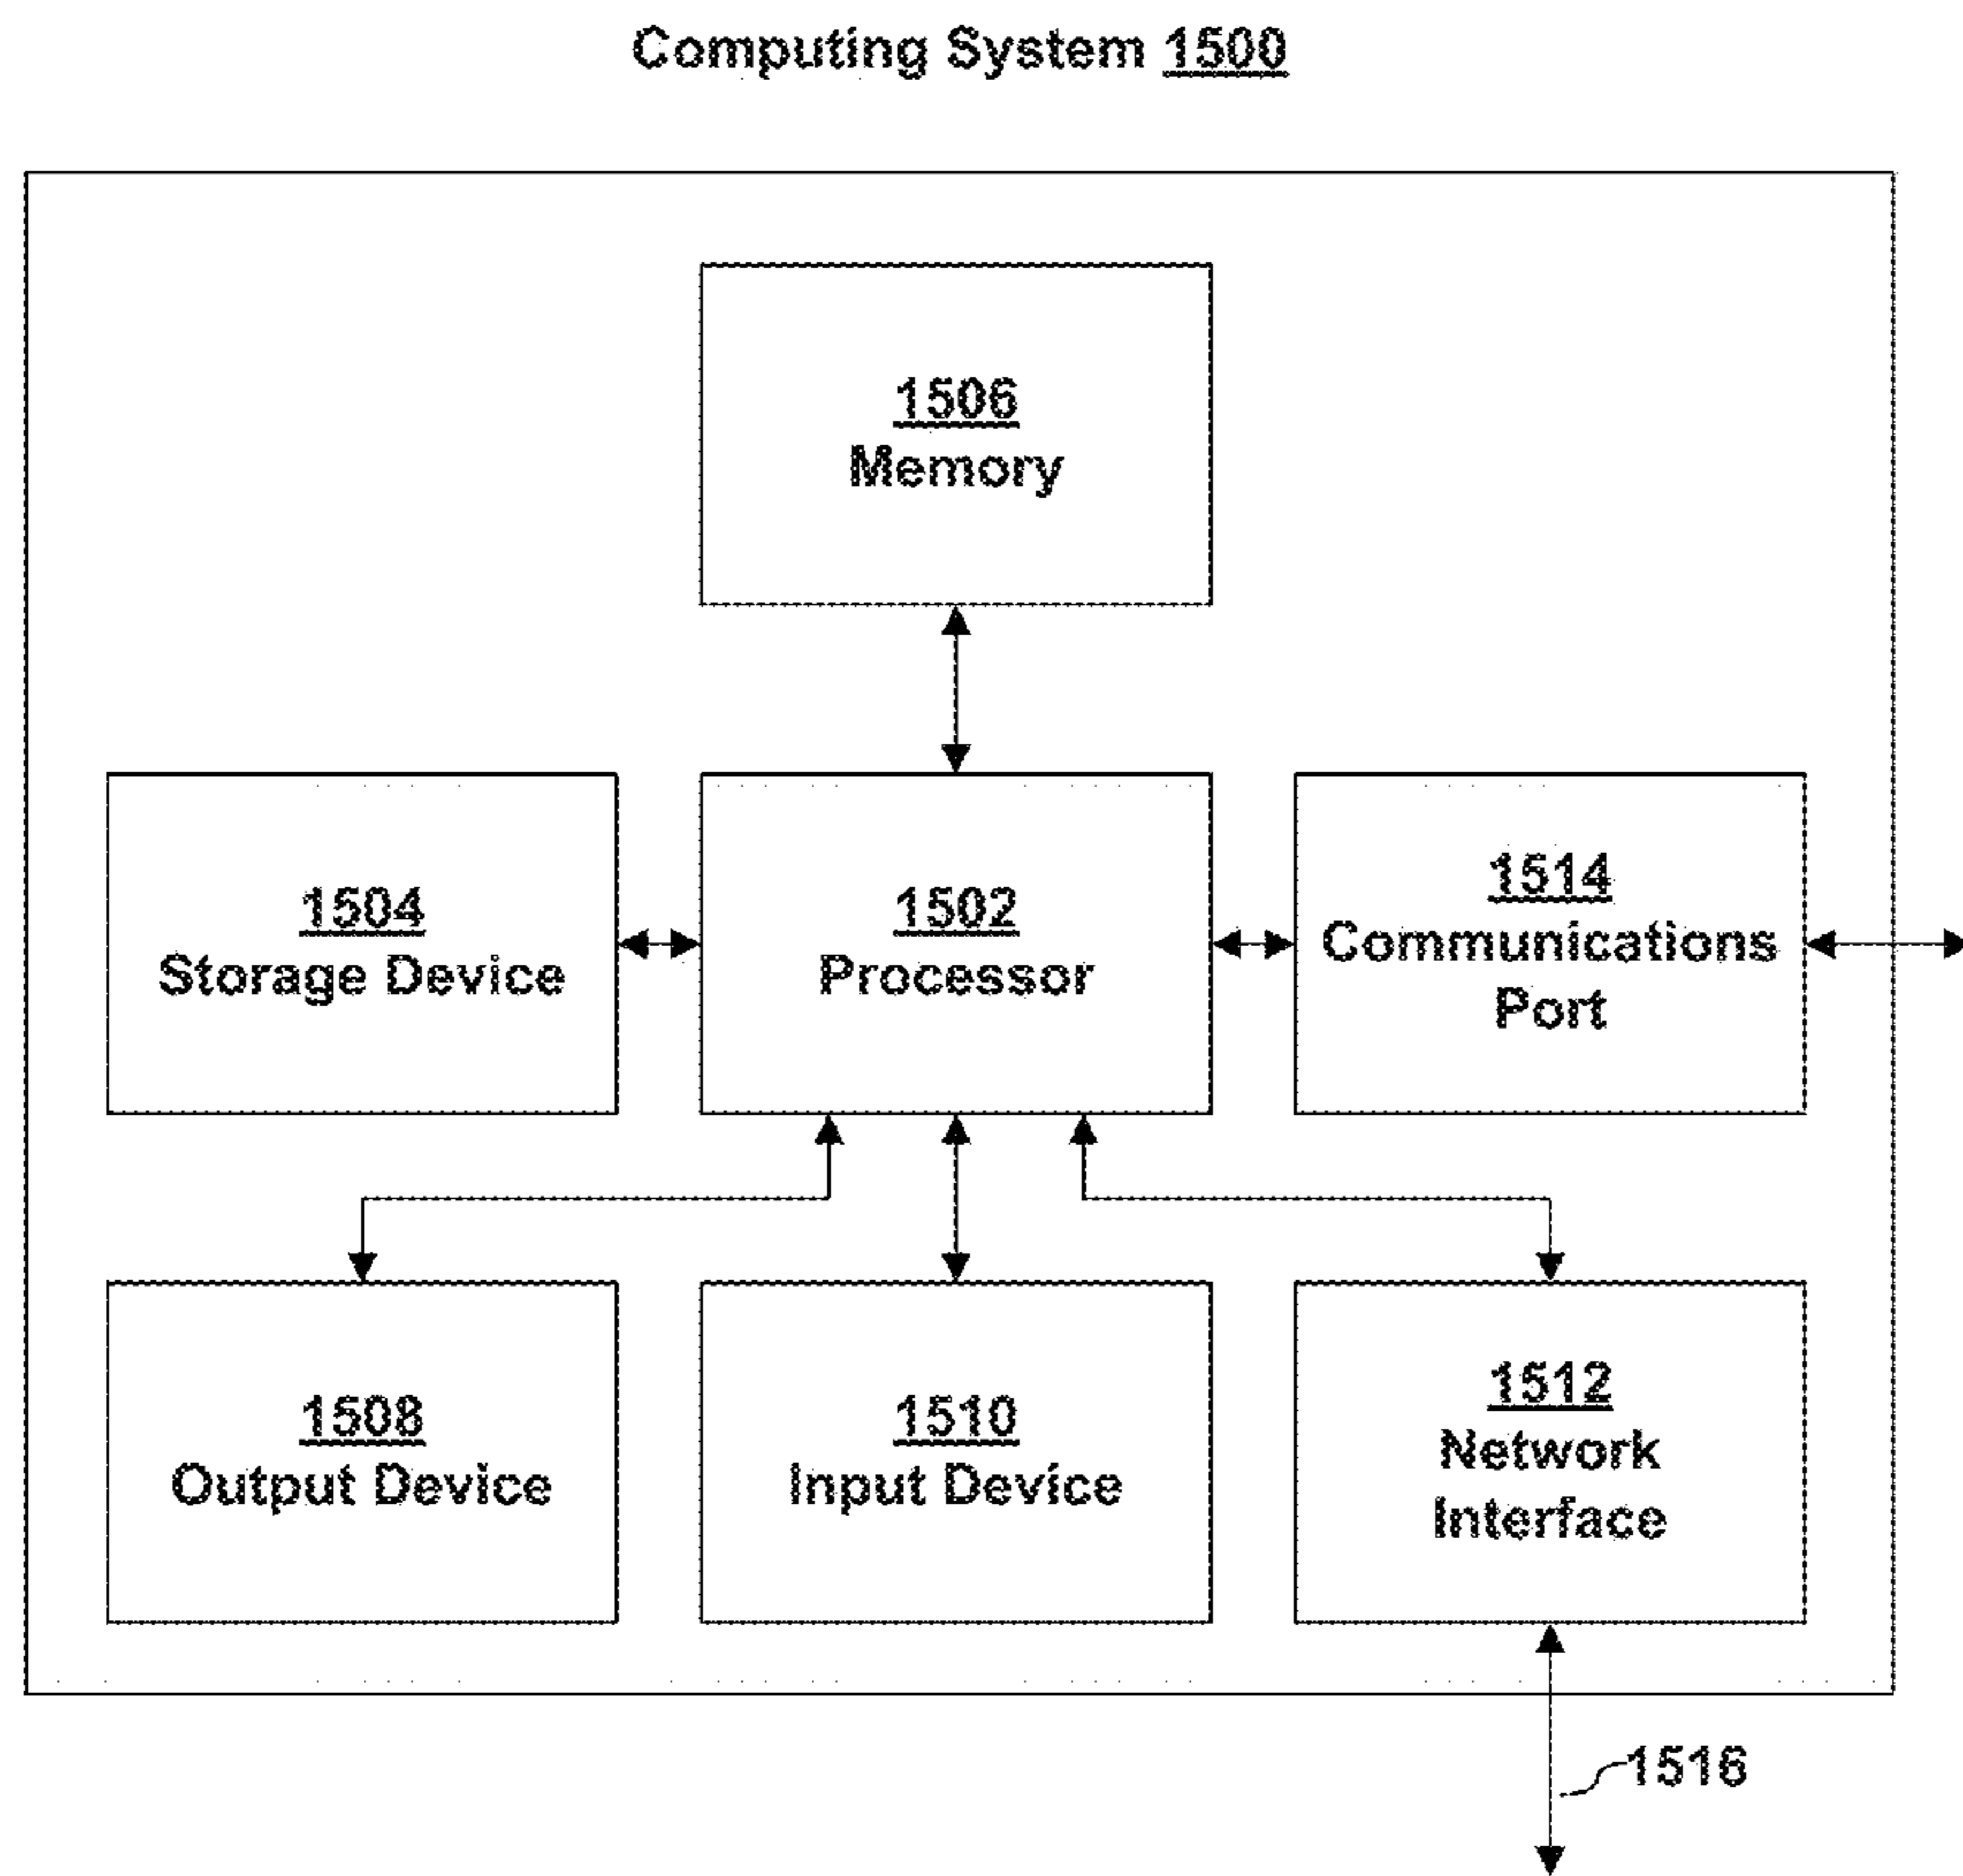 Computing System 1500
1506
Memory
1504
Storage Device
1502
Processor
1514
Communications
Port
1508
Output Device
1510
Input Device
1512
Network
Interface
1516